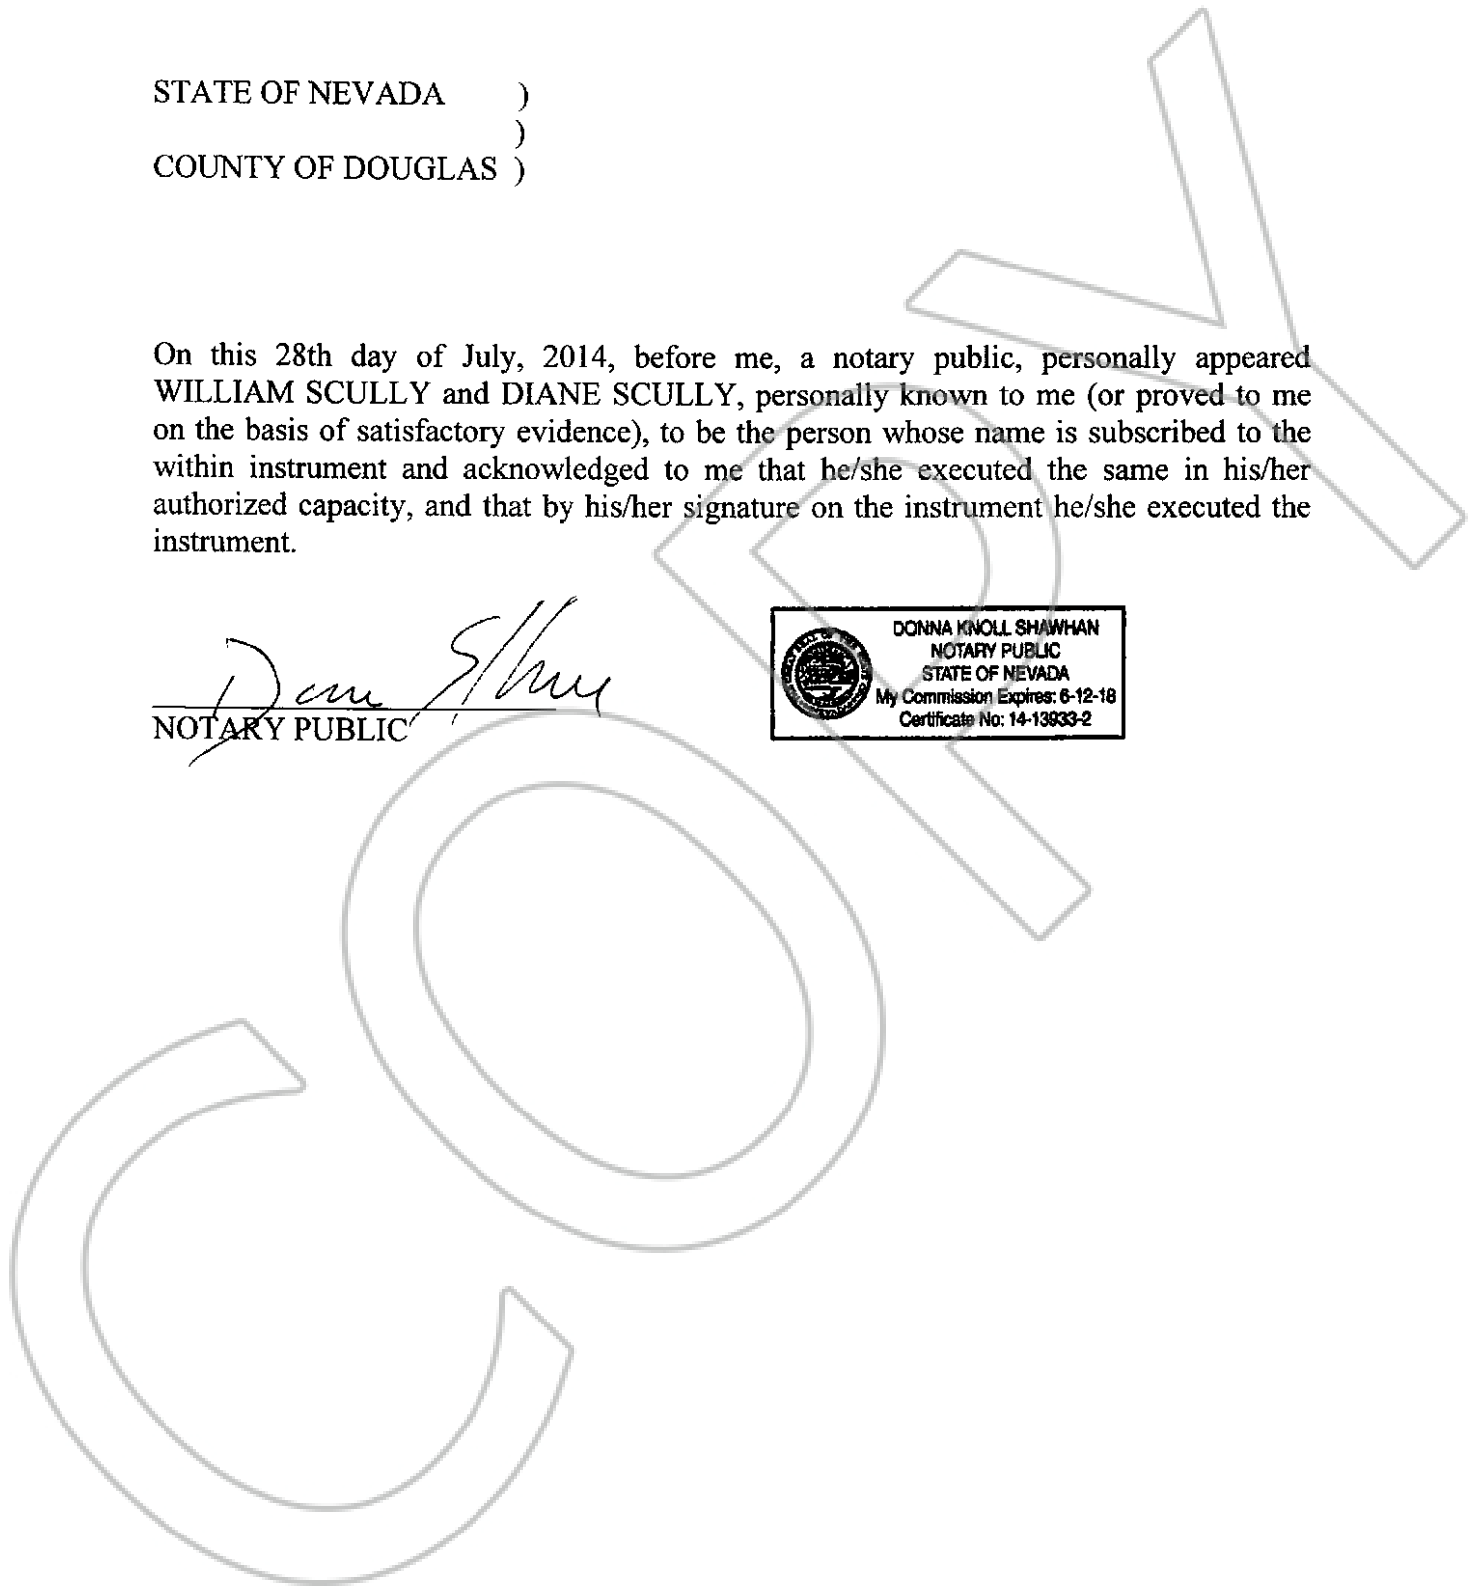 STATE OF NEVADA )
)
COUNTY OF DOUGLAS )
On this 28th day of July, 2014, before me, a notary public, personally appeared
WILLIAM SCULLY and DIANE SCULLY, personally known to me (or proved to me
on the basis of satisfactory evidence), to be the person whose name is subscribed to the
within instrument and acknowledged to me that he/she executed the same in his/her
authorized capacity, and that by his/her signature on the instrument he/she executed the
instrument.
NOTARY PUBLIC
DONNA KNOLL SHAWHAN
NOTARY PUBLIC
STATE OF NEVADA
My Commission Expires: 6-12-18
Certificate No: 14-13933-2
COPY